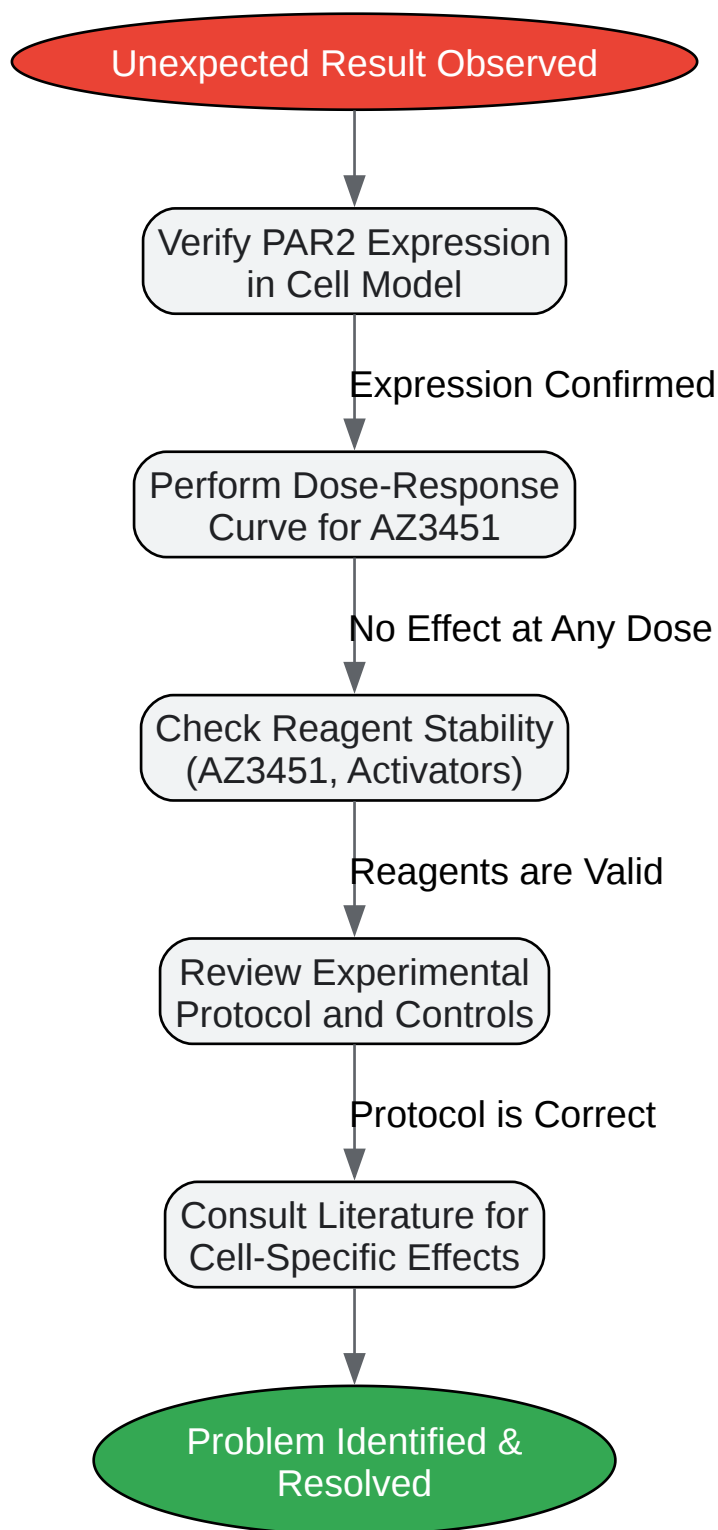 Unexpected Result Observed
Verify PAR2 Expression
in Cell Model
Expression Confirmed
Perform Dose-Response
Curve for AZ3451
No Effect at Any Dose
Check Reagent Stability
(AZ3451, Activators)
Reagents are Valid
Review Experimental
Protocol and Controls
Protocol is Correct
Consult Literature for
Cell-Specific Effects
Problem Identified &
Resolved